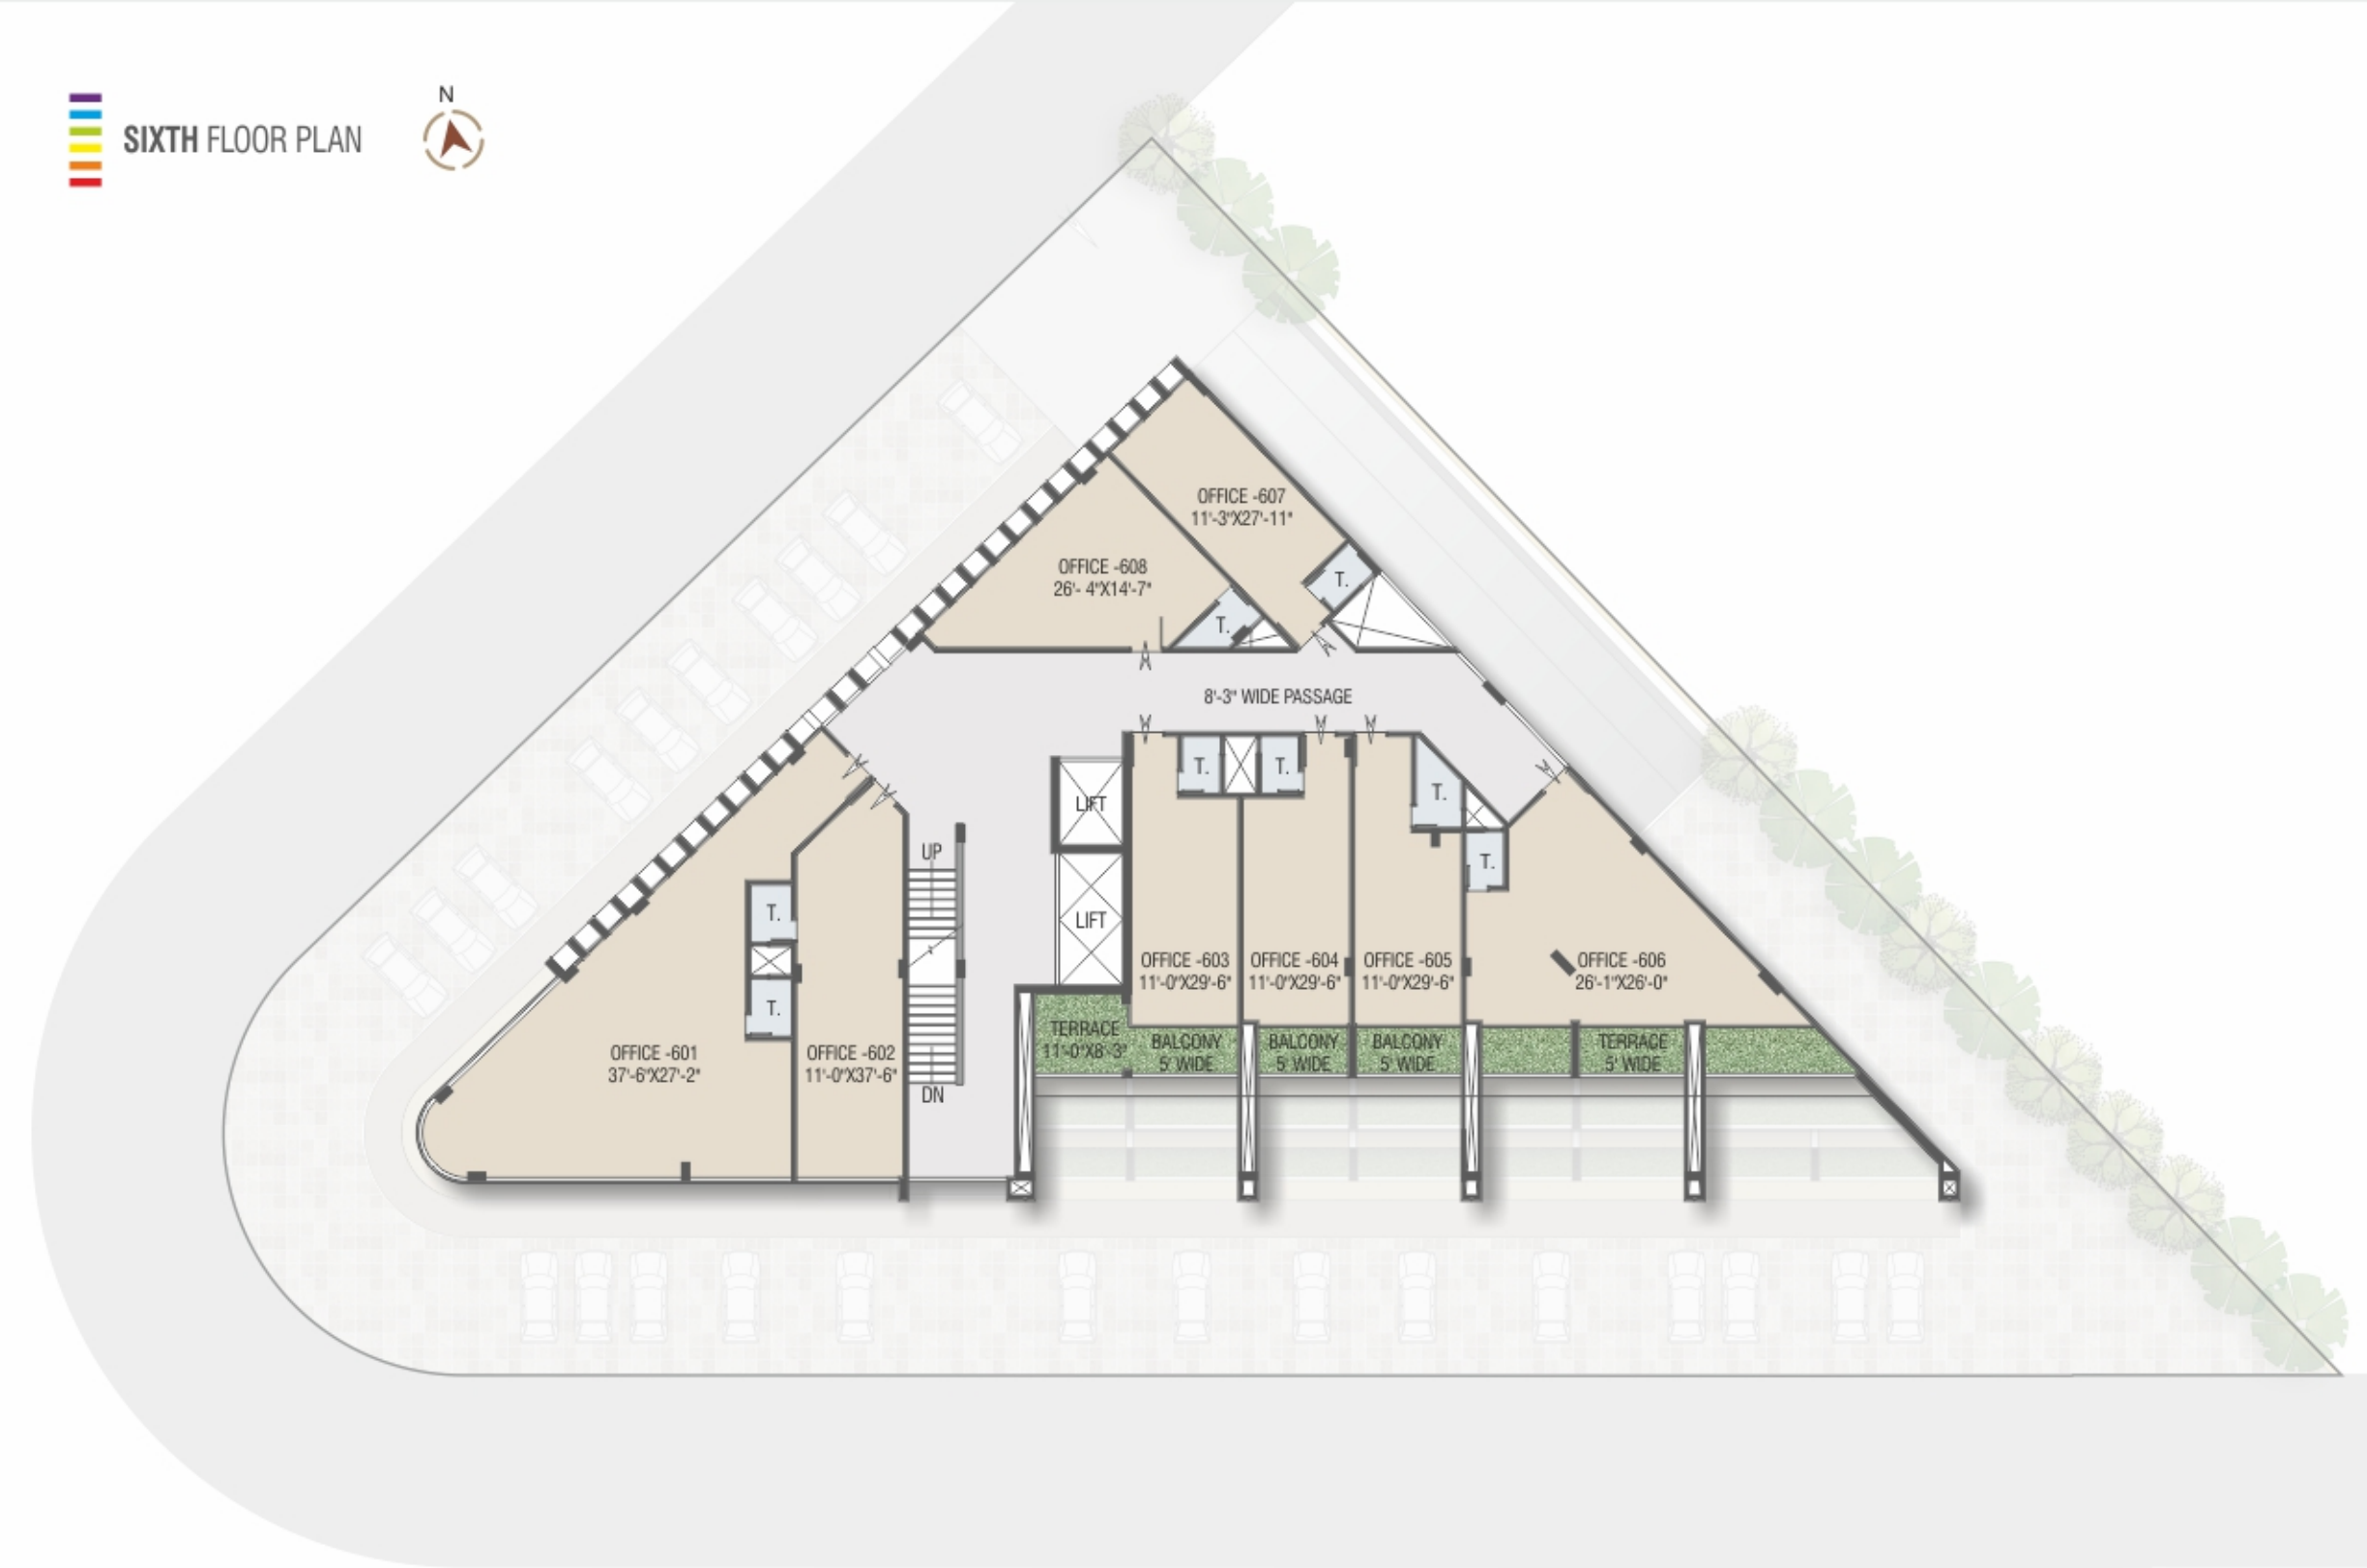 N
SIXTH FLOOR PLAN
OFFICE -607
11'-3"X27'-11"
OFFICE -608
26'- 4"X14'-7"
T.
T.
8'-3" WIDE PASSAGE
T.
T.
T.
LIFT
UP
T.
T.
LIFT
OFFICE -603
11'-0"X29'-6"
OFFICE -604
11'-0"X29'-6"
OFFICE -605
11'-0"X29'-6"
OFFICE -606
26'-1"X26'-0"
T.
TERRACE
11'-0"X8'-3"
BALCONY
5' WIDE
BALCONY
5' WIDE
BALCONY
5' WIDE
TERRACE
5' WIDE
OFFICE -601
37'-6"X27'-2"
OFFICE -602
11'-0"X37'-6"
DN